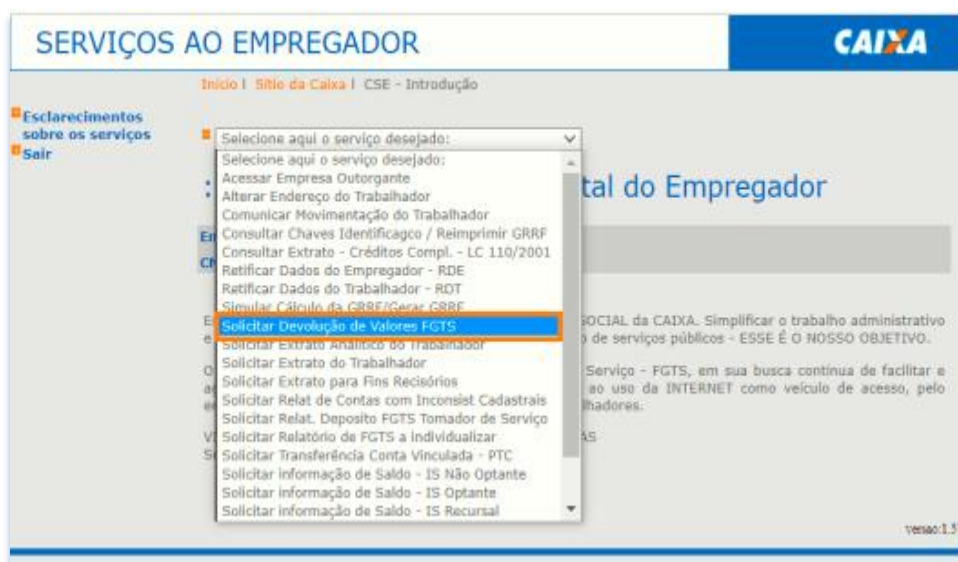 SERVIÇOS AO EMPREGADOR
CAIXA
Início | Sítio da Caixa | CSE - Introdução
Esclarecimentos
sobre os serviços
Sair
Selecione aqui o serviço desejado:
Selecione aqui o serviço desejado:
Acessar Empresa Outorgante
Alterar Endereço do Trabalhador
Comunicar Movimentação do Trabalhador
Consultar Chaves Identificagco / Reimprimir GRRF
Consultar Extrato - Créditos Compl. - LC 110/2001
Retificar Dados do Empregador - RDE
Retificar Dados do Trabalhador - RDT
Simular Cálculo da GRRF/Gerar GRRF
Solicitar Devolução de Valores FGTS
Solicitar Extrato Analítico do Trabalhador
Solicitar Extrato do Trabalhador
Solicitar Extrato para Fins Recisórios
Solicitar Relat de Contas com Inconsist Cadastrais
Solicitar Relat. Deposito FGTS Tomador de Serviço
Solicitar Relatório de FGTS a individualizar
Solicitar Transferência Conta Vinculada - PTC
Solicitar informação de Saldo - IS Não Optante
Solicitar informação de Saldo - IS Optante
Solicitar informação de Saldo - IS Recursal
: tal do Empregador
SOCIAL da CAIXA. Simplificar o trabalho administrativo
de serviços públicos - ESSE É O NOSSO OBJETIVO.
Serviço - FGTS, em sua busca contínua de facilitar e
ao uso da INTERNET como veículo de acesso, pelo
versao:1.5